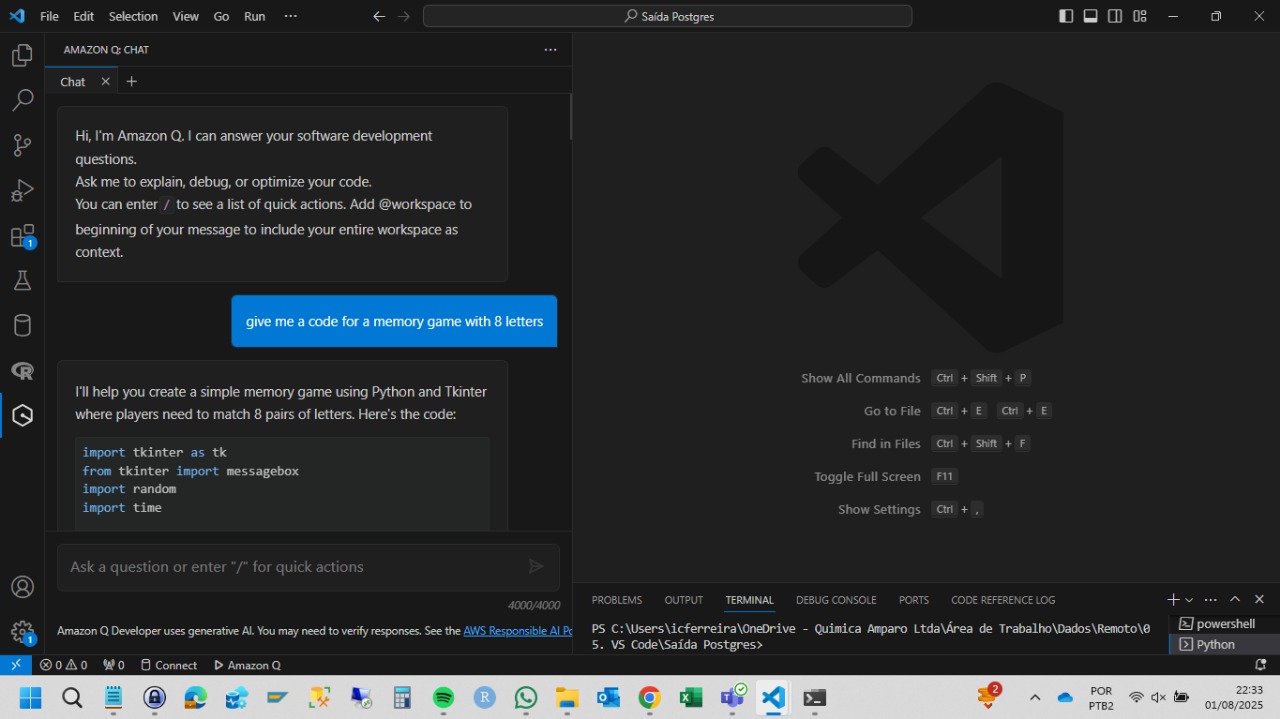 File Edit Selection View Go Run ···
Saída Postgres
AMAZON Q: CHAT
Chat
Hi, I'm Amazon Q. I can answer your software development
questions.
Ask me to explain, debug, or optimize your code.
You can enter / to see a list of quick actions. Add @workspace to
beginning of your message to include your entire workspace as
context.
give me a code for a memory game with 8 letters
I'll help you create a simple memory game using Python and Tkinter
where players need to match 8 pairs of letters. Here's the code:
import tkinter as tk
from tkinter import messagebox
import random
import time
Ask a question or enter "/" for quick actions
4000/4000
Amazon Q Developer uses generative AI. You may need to verify responses. See the AWS Responsible AI Po
Show All Commands Ctrl + Shift + P
Go to File Ctrl + E Ctrl + E
Find in Files Ctrl + Shift + F
Toggle Full Screen F11
Show Settings Ctrl + ,
PROBLEMS OUTPUT TERMINAL DEBUG CONSOLE PORTS CODE REFERENCE LOG
PS C:\Users\icferreira\OneDrive - Quimica Amparo Ltda\Área de Trabalho\Dados\Remoto\0
5. VS Code\Saída Postgres>
powershell
Python
1
R
1
0 0 0 Connect Amazon Q
R
2
POR
PTB2
22:33
01/08/2025